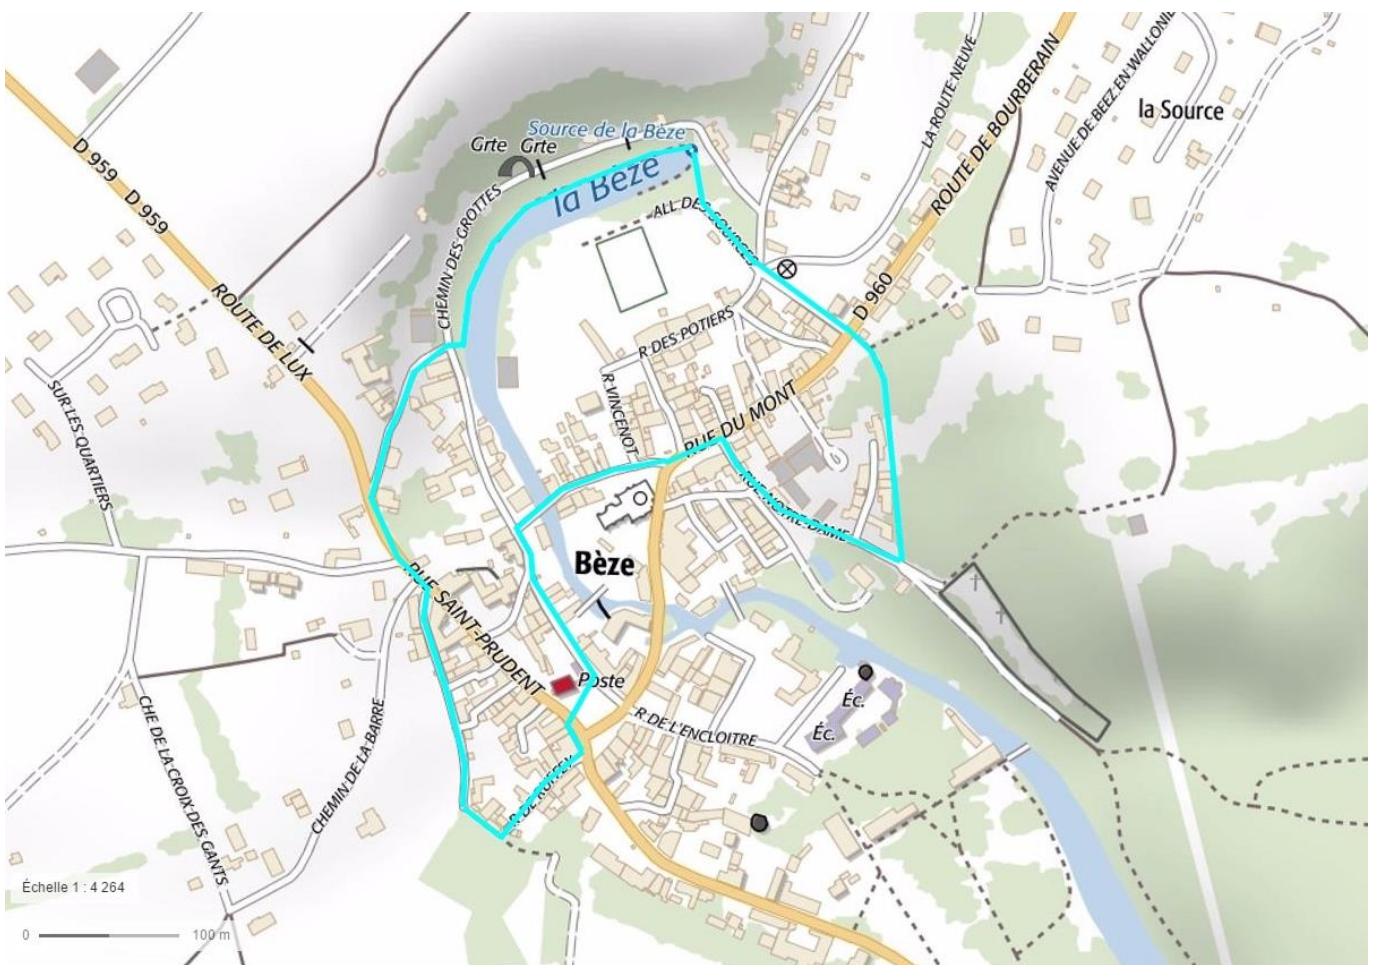 D 959
D 959
ROUTE DE LUX
Grte
Grte
Source de la Bèze
la Bèze
CHEMIN DES GROTTES
ALL DES SOURCES
LA ROUTE NEUVE
ROUTE DE BOURBERAIN
AVENUE DE BEEZ EN WALLONIE
la Source
D 960
R DES POTIERS
R VINCENOT
RUE DU MONT
RUE NOTRE DAME
SUR LES QUARTIERS
Bèze
RUE SAINT-PRUDENT
Poste
R DE L'ENCLOITRE
Éc.
Éc.
R DE RUFFEY
CHEMIN DE LA BARRE
CHE DE LA CROIX DES GANTS
Échelle 1 : 4 264
0
100 m